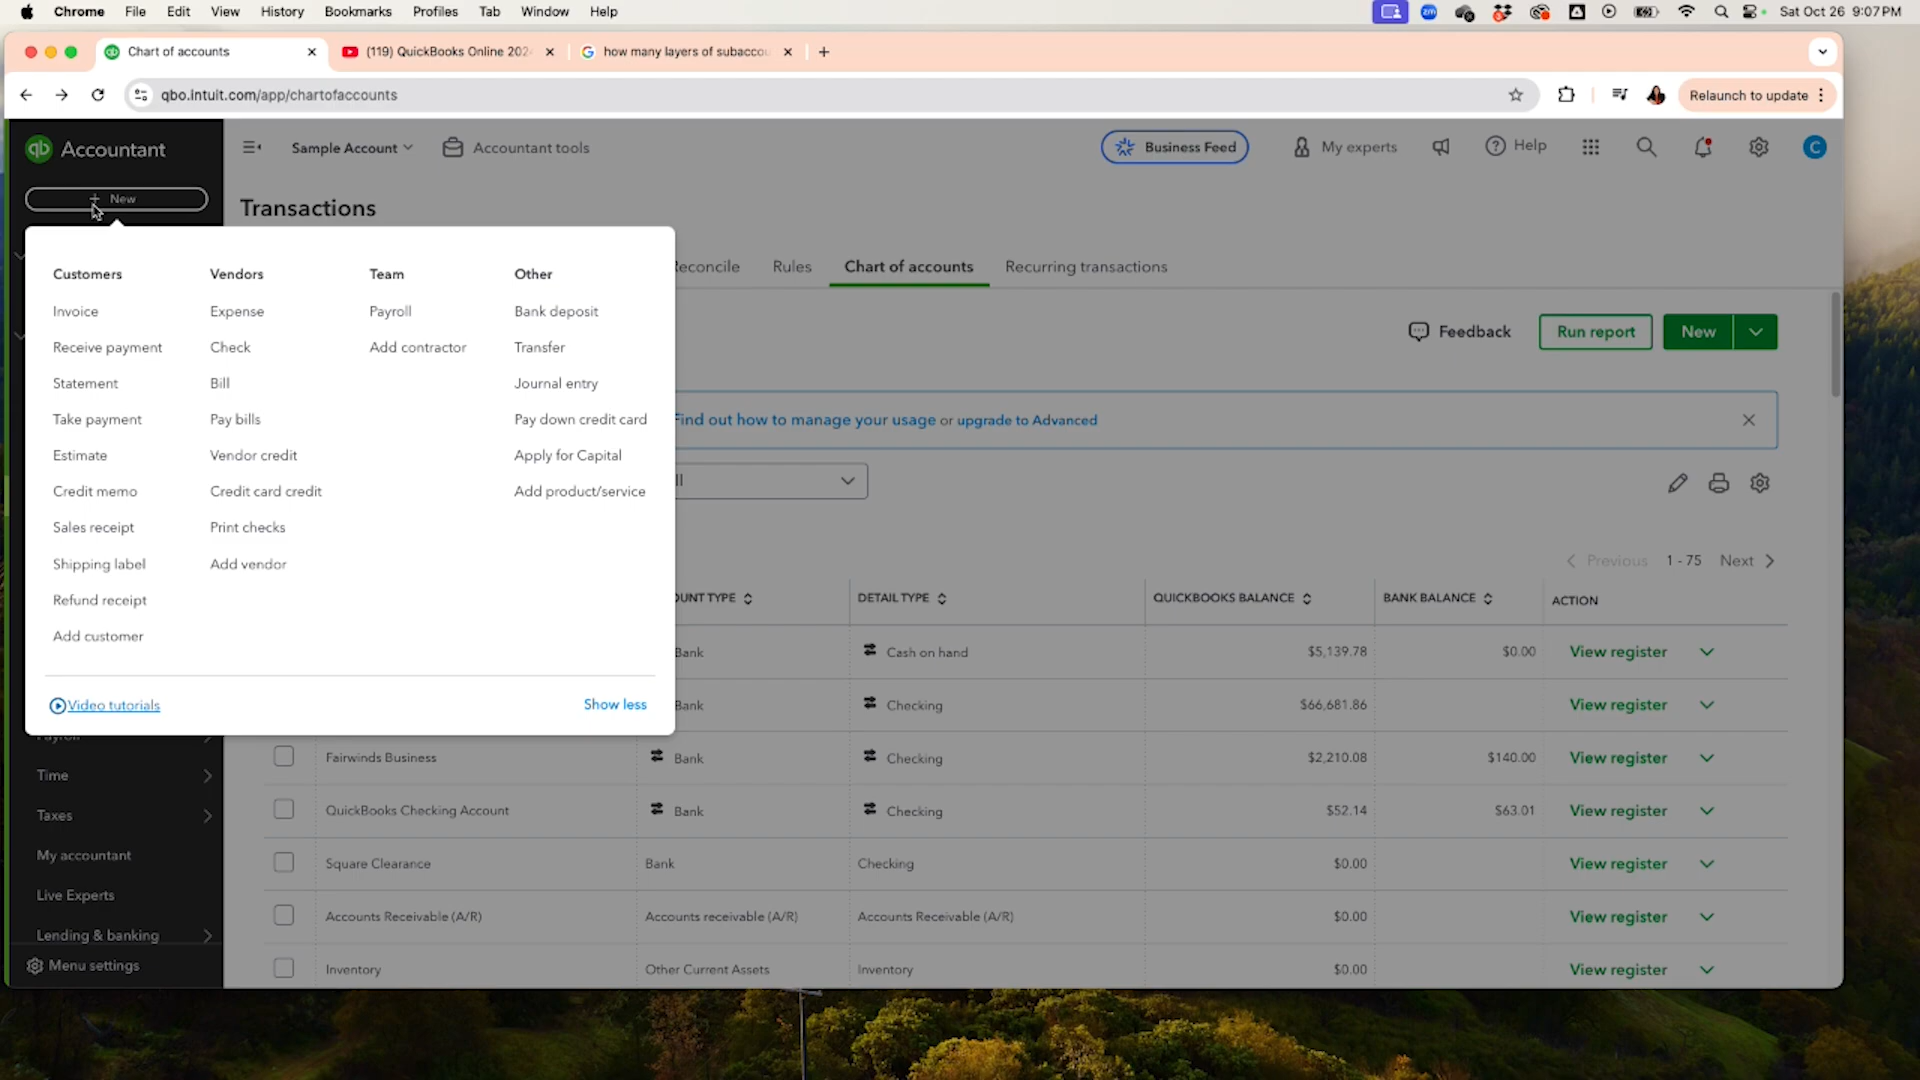 Chrome File Edit View History Bookmarks Profiles Tab Window Help
zm
Sat Oct 26 9:07 PM
Chart of accounts
(119) QuickBooks Online 202
how many layers of subaccou
qbo.intuit.com/app/chartofaccounts
Relaunch to update
qb Accountant
Sample Account
Accountant tools
Business Feed
My experts
Help
C
+ New
Transactions
Reconcile
Rules
Chart of accounts
Recurring transactions
Customers
Invoice
Receive payment
Statement
Take payment
Estimate
Credit memo
Sales receipt
Shipping label
Refund receipt
Add customer
Vendors
Expense
Check
Bill
Pay bills
Vendor credit
Credit card credit
Print checks
Add vendor
Team
Payroll
Add contractor
Other
Bank deposit
Transfer
Journal entry
Pay down credit card
Apply for Capital
Add product/service
Video tutorials
Show less
Feedback
Run report
New
Find out how to manage your usage or upgrade to Advanced
Previous 1 - 75 Next
DETAIL TYPE QUICKBOOKS BALANCE BANK BALANCE ACTION
Bank Cash on hand $5,139.78 $0.00 View register
Bank Checking $66,681.86 View register
Fairwinds Business Bank Checking $2,210.08 $140.00 View register
QuickBooks Checking Account Bank Checking $52.14 $63.01 View register
Square Clearance Bank Checking $0.00 View register
Accounts Receivable (A/R) Accounts receivable (A/R) Accounts Receivable (A/R) $0.00 View register
Inventory Other Current Assets Inventory $0.00 View register
Time
Taxes
My accountant
Live Experts
Lending & banking
Menu settings